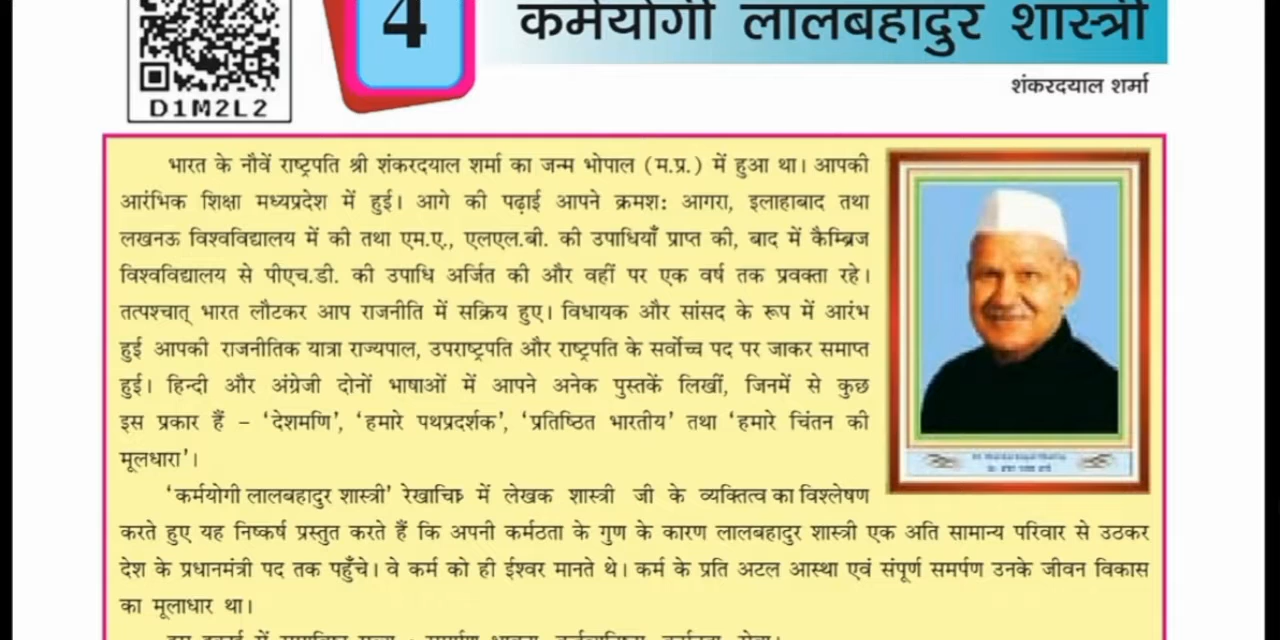 4
कर्मयोगी लालबहादुर शास्त्री
D1M2L2
शंकरदयाल शर्मा
भारत के नौवें राष्ट्रपति श्री शंकरदयाल शर्मा का जन्म भोपाल (म.प्र.) में हुआ था। आपकी
आरंभिक शिक्षा मध्यप्रदेश में हुई। आगे की पढ़ाई आपने क्रमशः आगरा, इलाहाबाद तथा
लखनऊ विश्वविद्यालय में की तथा एम.ए., एलएल.बी. की उपाधियाँ प्राप्त की, बाद में कैम्ब्रिज
विश्वविद्यालय से पीएच.डी. की उपाधि अर्जित की और वहीं पर एक वर्ष तक प्रवक्ता रहे।
तत्पश्चात् भारत लौटकर आप राजनीति में सक्रिय हुए। विधायक और सांसद के रूप में आरंभ
हुई आपकी राजनीतिक यात्रा राज्यपाल, उपराष्ट्रपति और राष्ट्रपति के सर्वोच्च पद पर जाकर समाप्त
हुई। हिन्दी और अंग्रेजी दोनों भाषाओं में आपने अनेक पुस्तकें लिखीं, जिनमें से कुछ
इस प्रकार हैं – 'देशमणि', 'हमारे पथप्रदर्शक', 'प्रतिष्ठित भारतीय' तथा 'हमारे चिंतन की
मूलधारा'।
'कर्मयोगी लालबहादुर शास्त्री' में लेखक शास्त्री जी के व्यक्तित्व का विश्लेषण
करते हुए यह निष्कर्ष प्रस्तुत करते हैं कि अपनी कर्मठता के गुण के कारण लालबहादुर शास्त्री एक अति सामान्य परिवार से उठकर
देश के प्रधानमंत्री पद तक पहुँचे। वे कर्म को ही ईश्वर मानते थे। कर्म के प्रति अटल आस्था एवं संपूर्ण समर्पण उनके जीवन विकास
का मूलाधार था।